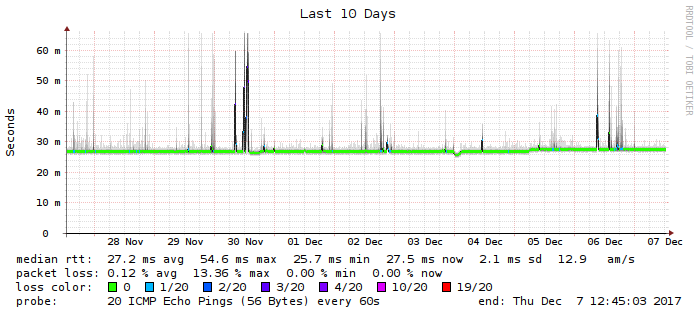 Last 10 Days
RRDTOOL / TOBI OETIKER
Seconds
60 m
50 m
40 m
30 m
20 m
10 m
0
28 Nov 29 Nov 30 Nov 01 Dec 02 Dec 03 Dec 04 Dec 05 Dec 06 Dec 07 Dec
median rtt: 27.2 ms avg 54.6 ms max 25.7 ms min 27.5 ms now 2.1 ms sd 12.9 am/s
packet loss: 0.12 % avg 13.36 % max 0.00 % min 0.00 % now
loss color: 0 1/20 2/20 3/20 4/20 10/20 19/20
probe: 20 ICMP Echo Pings (56 Bytes) every 60s end: Thu Dec 7 12:45:03 2017